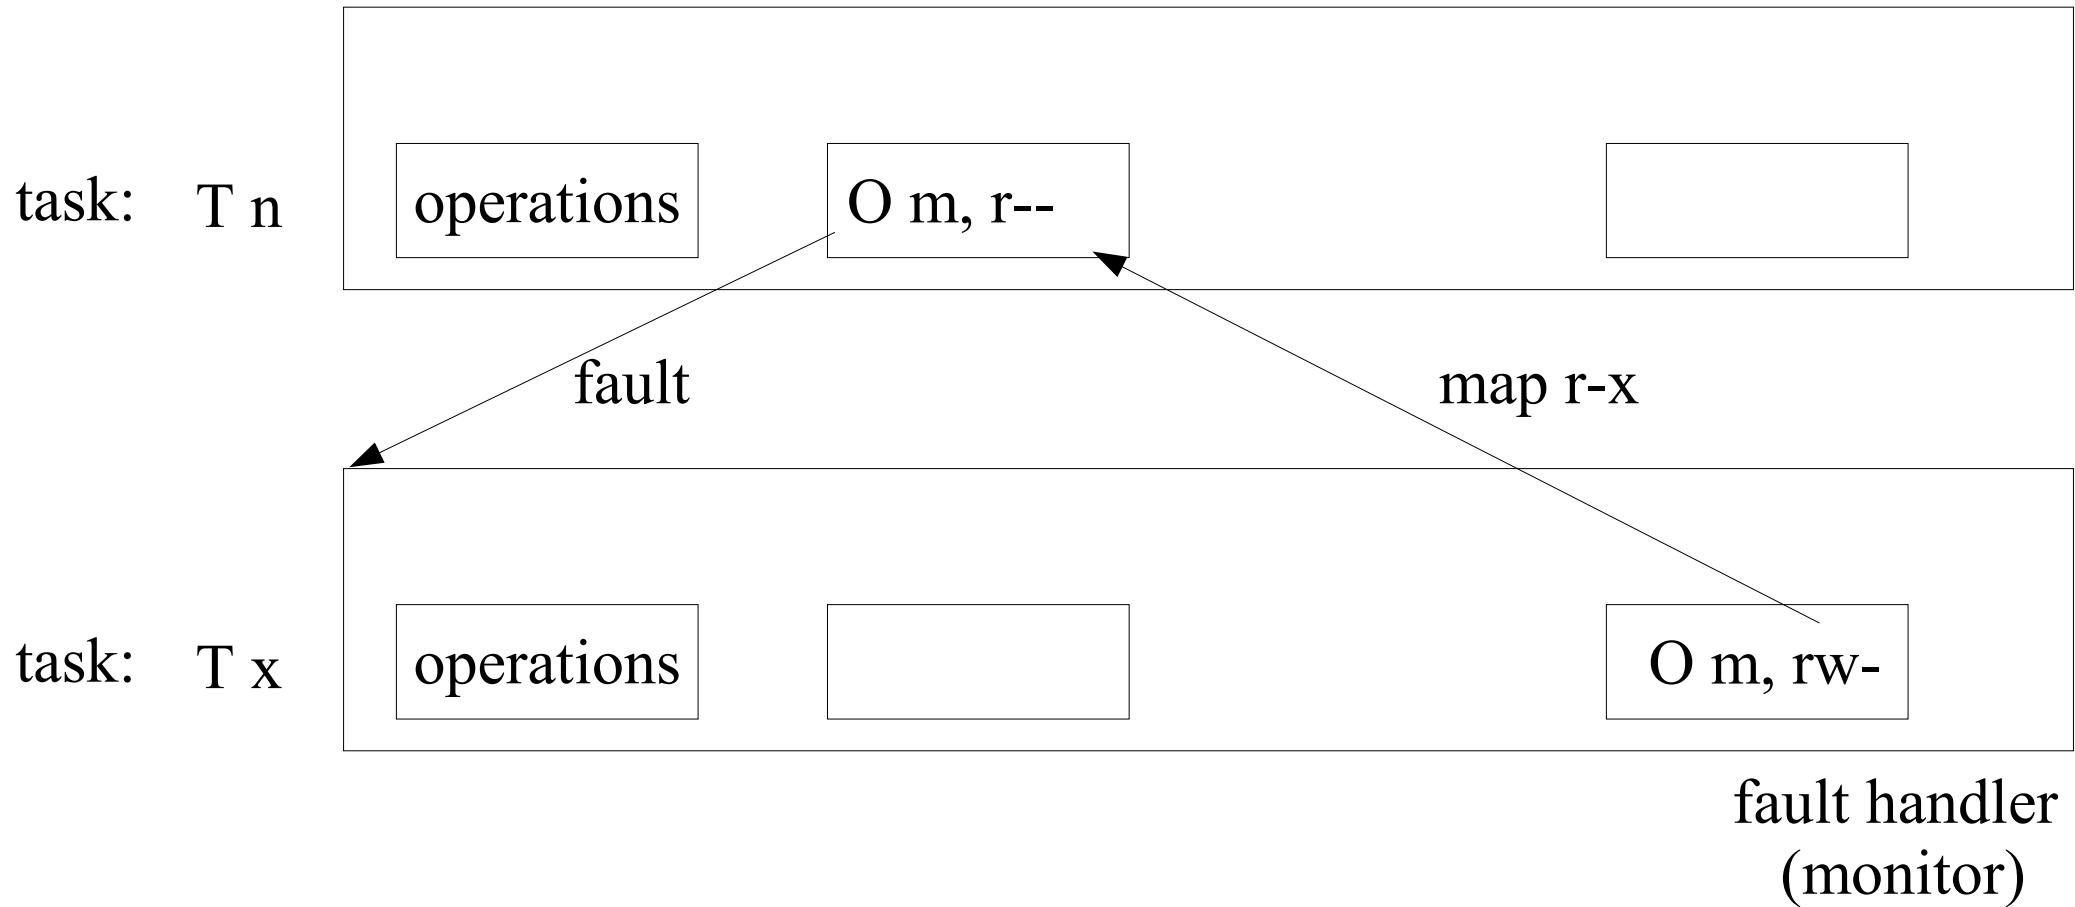 task: T n operations O m, r--
fault map r-x
task: T x operations O m, rw-
fault handler
(monitor)